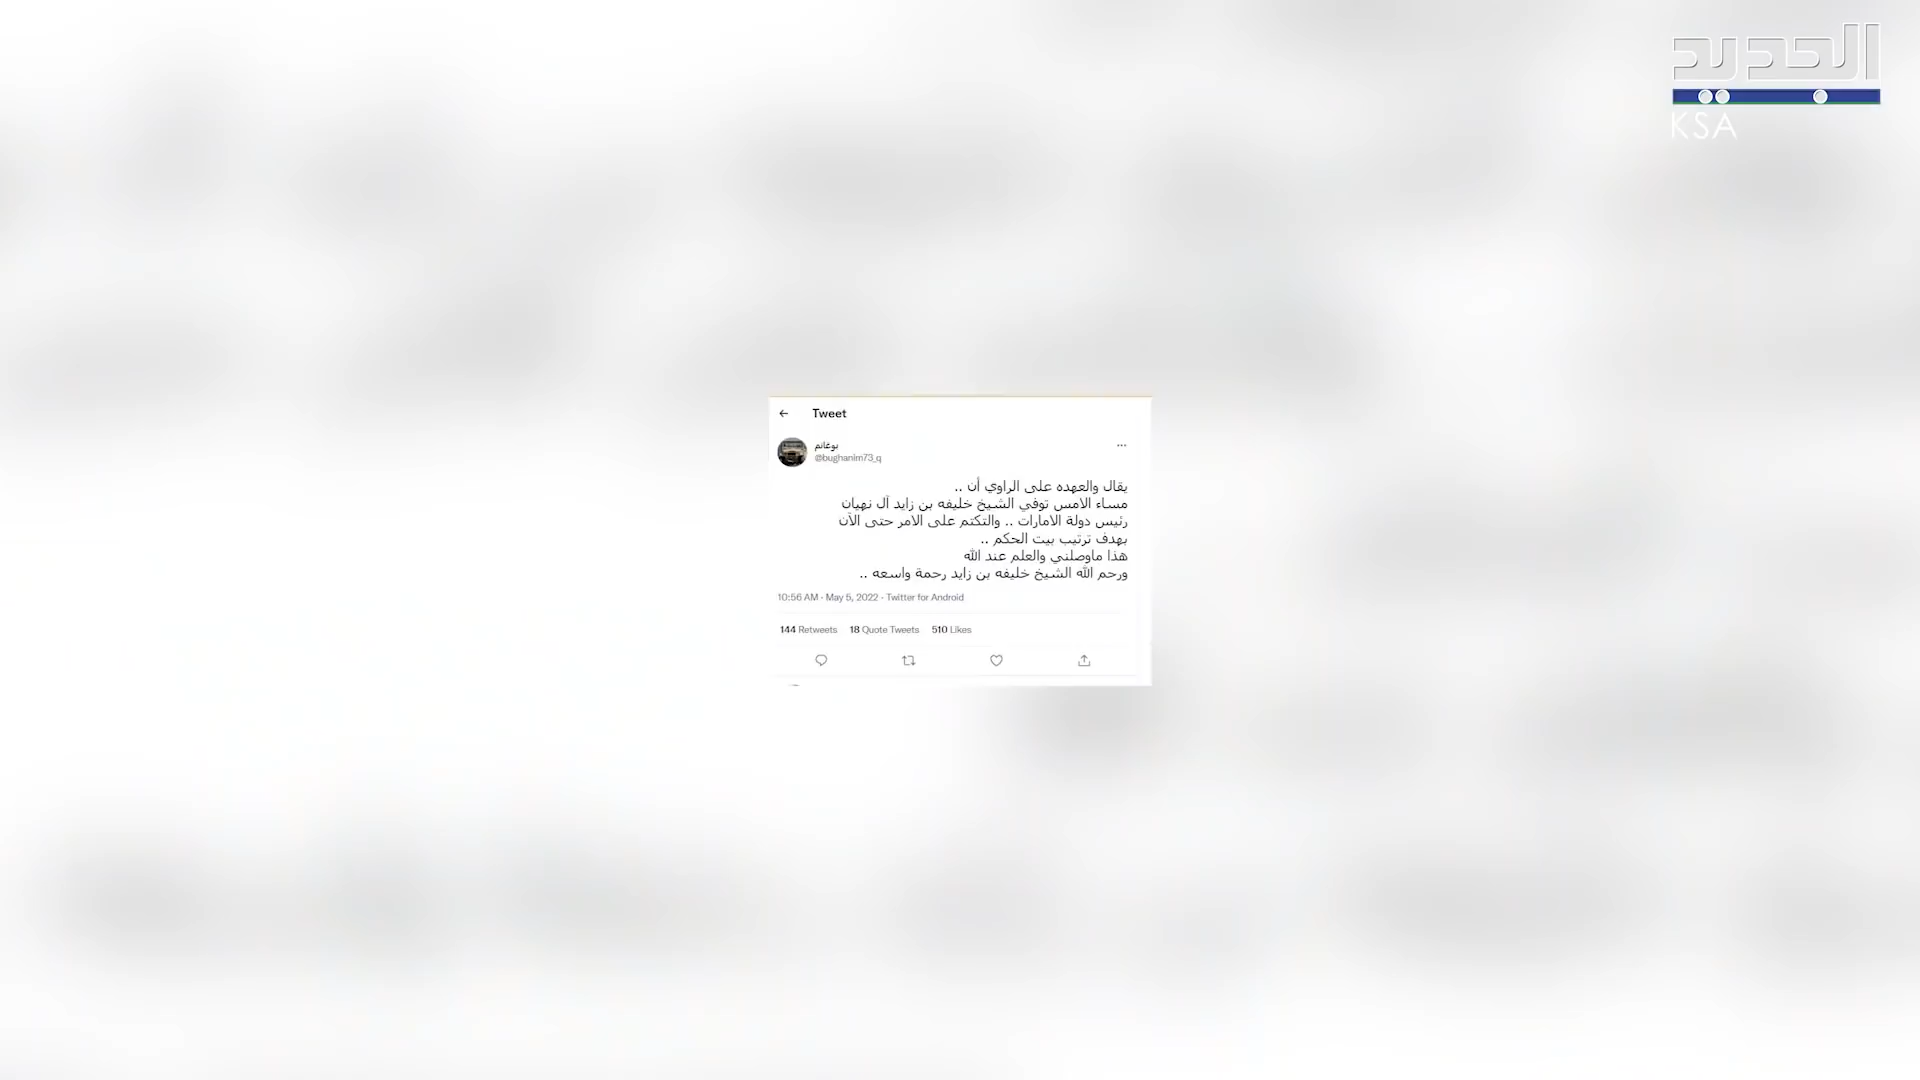 الجديد
KSA
Tweet
بوغانم
@bughanim73_q
يقال والعهده على الراوي أن ..
مساء الامس توفي الشيخ خليفه بن زايد آل نهيان
رئيس دولة الامارات .. والتكتم على الامر حتى الآن
بهدف ترتيب بيت الحكم ..
هذا ماوصلني والعلم عند الله
ورحم الله الشيخ خليفه بن زايد رحمة واسعه ..
10:56 AM · May 5, 2022 · Twitter for Android
144 Retweets 18 Quote Tweets 510 Likes